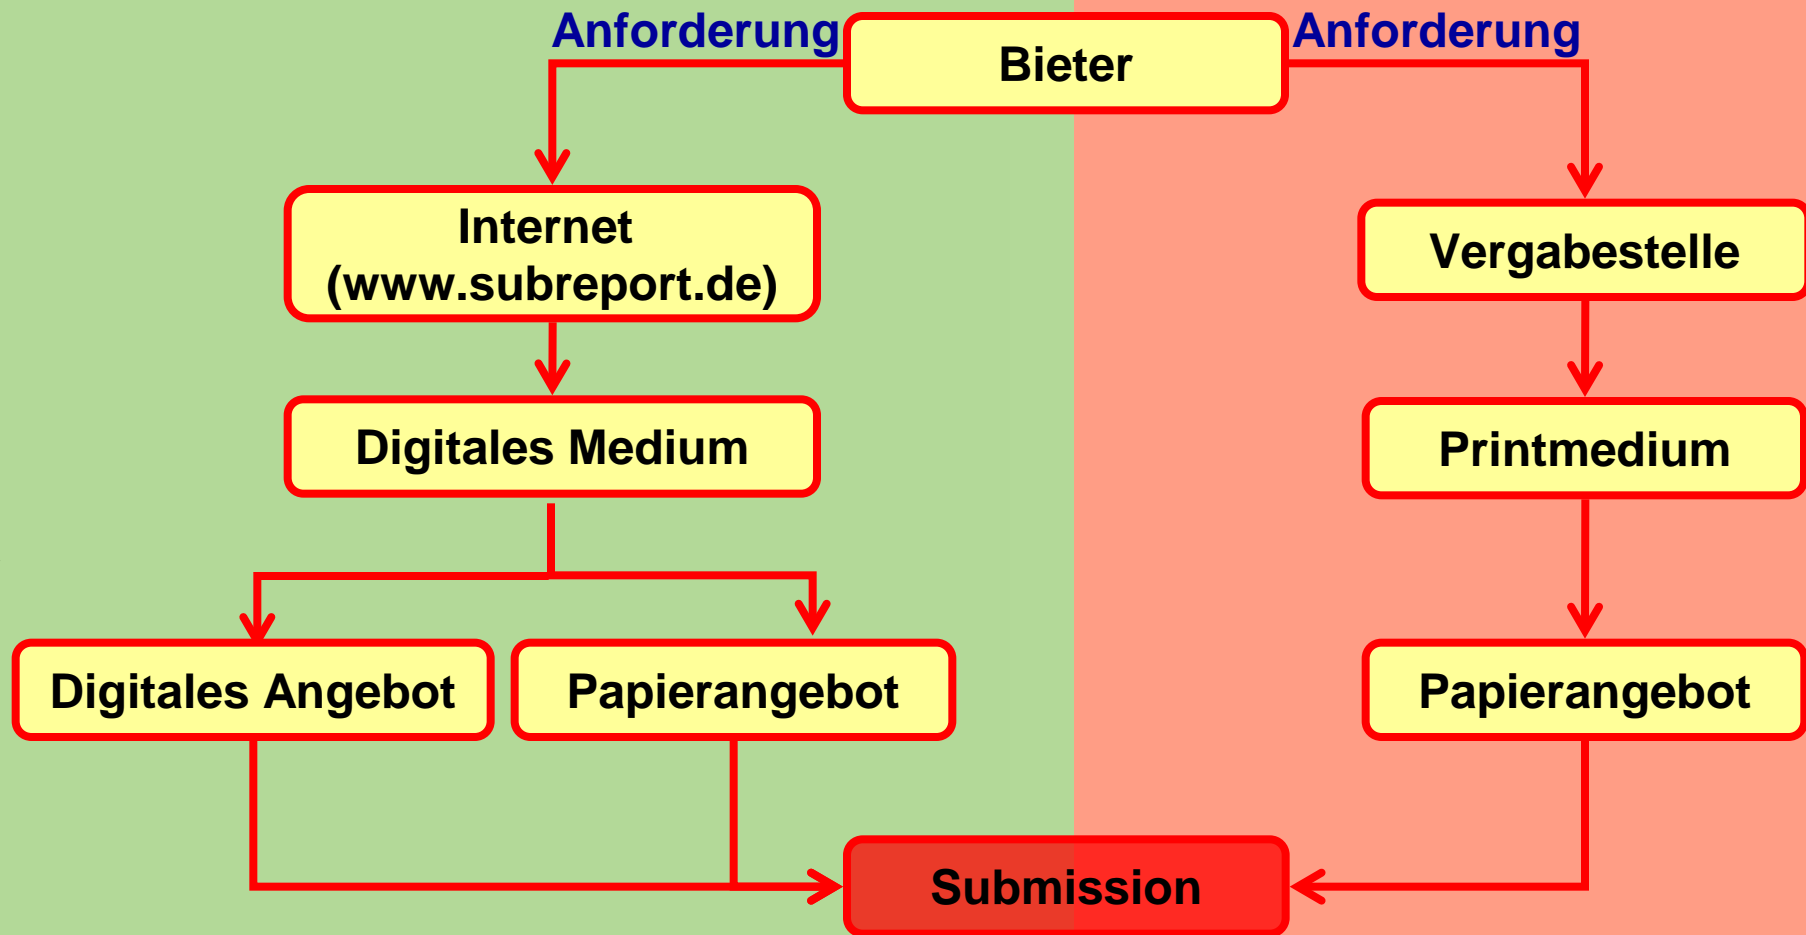 Anforderung
Bieter
Anforderung
Internet
(www.subreport.de)
Vergabestelle
Digitales Medium
Printmedium
Digitales Angebot
Papierangebot
Papierangebot
Submission